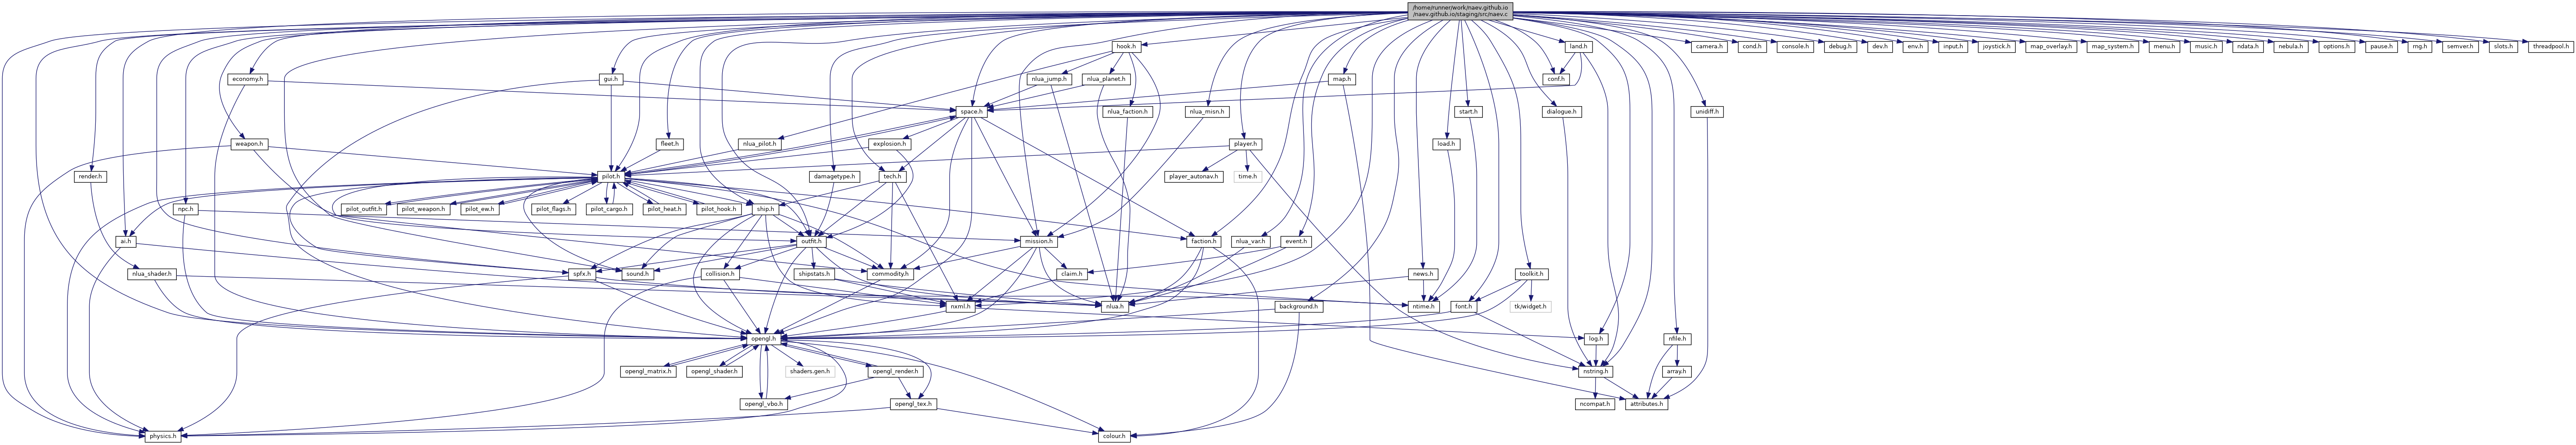 /home/runner/work/naev.github.io
/naev.github.io/staging/src/naev.c
hook.h
land.h
camera.h
cond.h
console.h
debug.h
dev.h
env.h
input.h
joystick.h
map_overlay.h
map_system.h
menu.h
music.h
ndata.h
nebula.h
options.h
pause.h
rng.h
semver.h
slots.h
threadpool.h
economy.h
gui.h
nlua_jump.h
nlua_planet.h
map.h
conf.h
space.h
nlua_faction.h
nlua_misn.h
start.h
dialogue.h
unidiff.h
weapon.h
fleet.h
nlua_pilot.h
explosion.h
player.h
load.h
nfile.h
render.h
pilot.h
damagetype.h
tech.h
player_autonav.h
time.h
npc.h
pilot_outfit.h
pilot_weapon.h
pilot_ew.h
pilot_flags.h
pilot_cargo.h
pilot_heat.h
pilot_hook.h
ship.h
ai.h
outfit.h
mission.h
faction.h
nlua_var.h
event.h
nlua_shader.h
spfx.h
sound.h
collision.h
shipstats.h
commodity.h
claim.h
news.h
toolkit.h
nxml.h
nlua.h
background.h
ntime.h
font.h
tk/widget.h
opengl.h
log.h
opengl_matrix.h
opengl_shader.h
shaders.gen.h
opengl_render.h
nstring.h
array.h
opengl_vbo.h
opengl_tex.h
ncompat.h
attributes.h
physics.h
colour.h